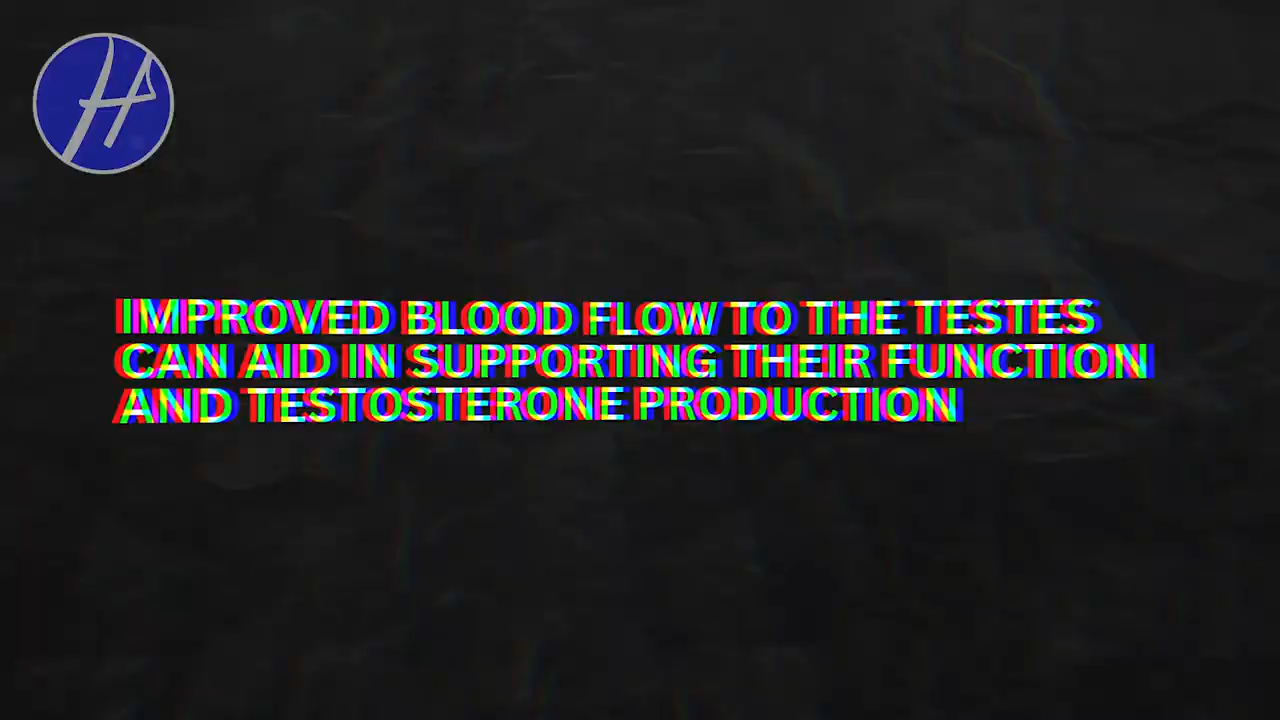 H
IMPROVED BLOOD FLOW TO THE TESTES
CAN AID IN SUPPORTING THEIR FUNCTION
AND TESTOSTERONE PRODUCTION